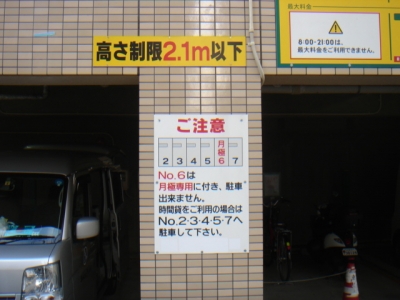 最大料金
8:00-21:00は、
最大料金をご利用できません。
高さ制限2.1m以下
ご注意
2 3 4 5 月極6 7
No.6は
月極専用に付き、駐車
出来ません。
時間貸をご利用の場合は
No.2・3・4・5・7へ
駐車して下さい。